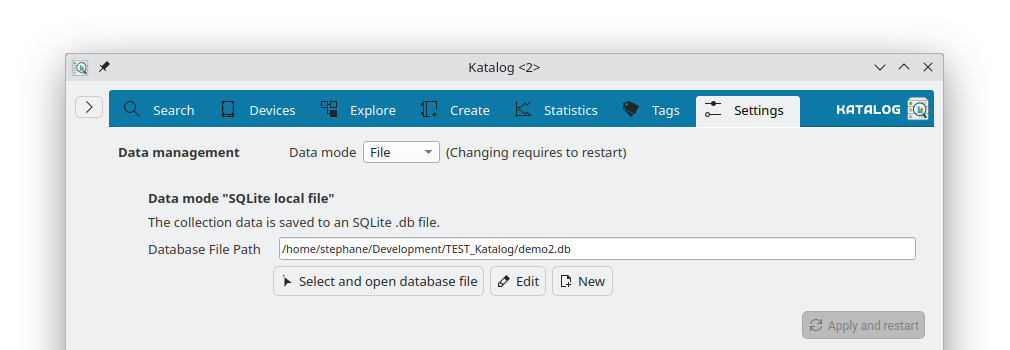 Katalog <2>
Search Devices Explore Create Statistics Tags Settings KATALOG
Data management Data mode File (Changing requires to restart)
Data mode "SQLite local file"
The collection data is saved to an SQLite .db file.
Database File Path /home/stephane/Development/TEST_Katalog/demo2.db
Select and open database file Edit New
Apply and restart